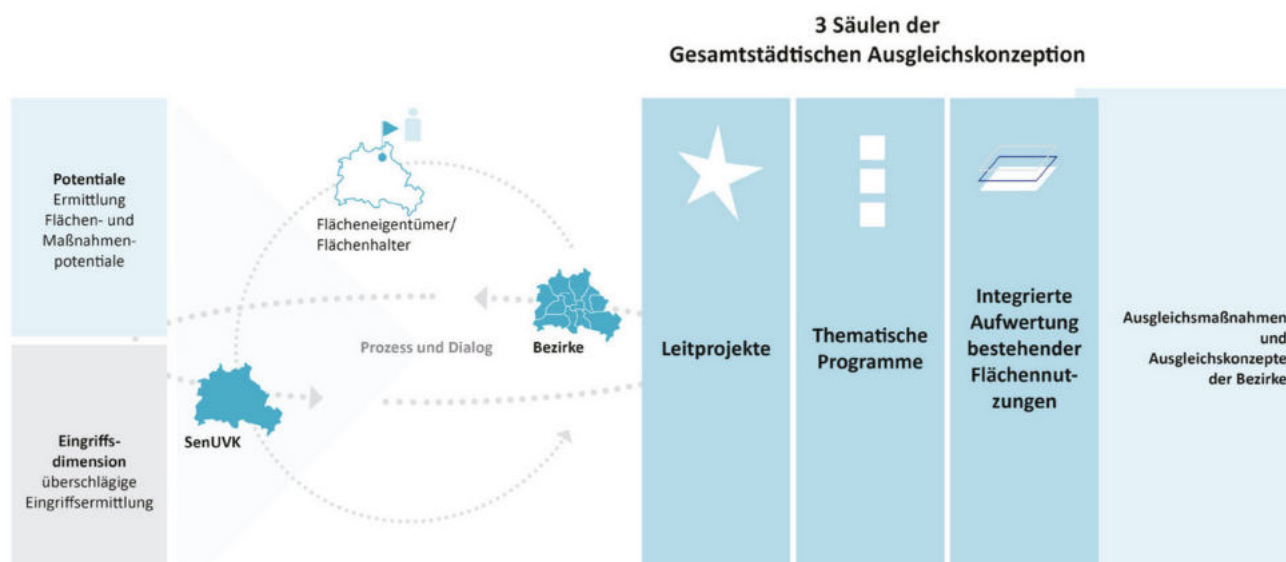 3 Säulen der
Gesamtstädtischen Ausgleichskonzeption
Potentiale
Ermittlung
Flächen- und
Maßnahmen-
potentiale
Eingriffs-
dimension
überschlägige
Eingriffsermittlung
Flächeneigentümer/
Flächenhalter
Prozess und Dialog
Bezirke
SenUVK
Leitprojekte
Thematische
Programme
Integrierte
Aufwertung
bestehender
Flächennut-
zungen
Ausgleichsmaßnahmen
und
Ausgleichskonzepte
der Bezirke